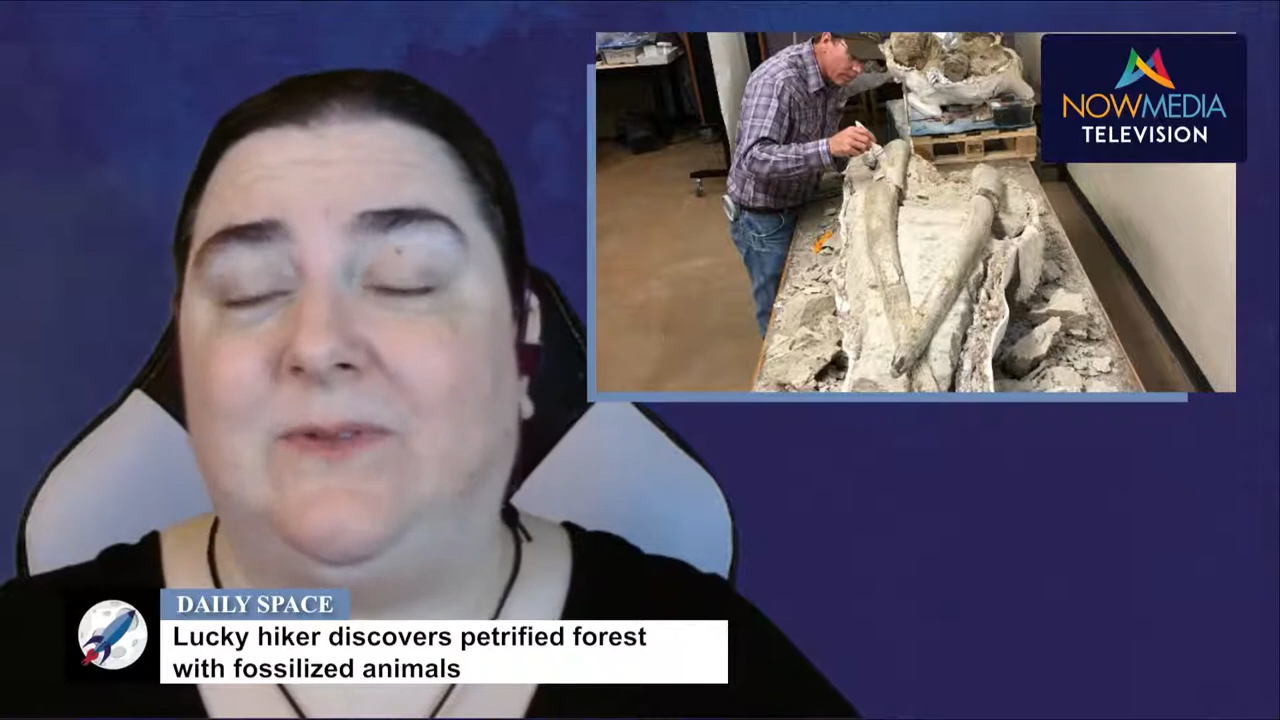 NOWMEDIA
TELEVISION
DAILY SPACE
Lucky hiker discovers petrified forest
with fossilized animals